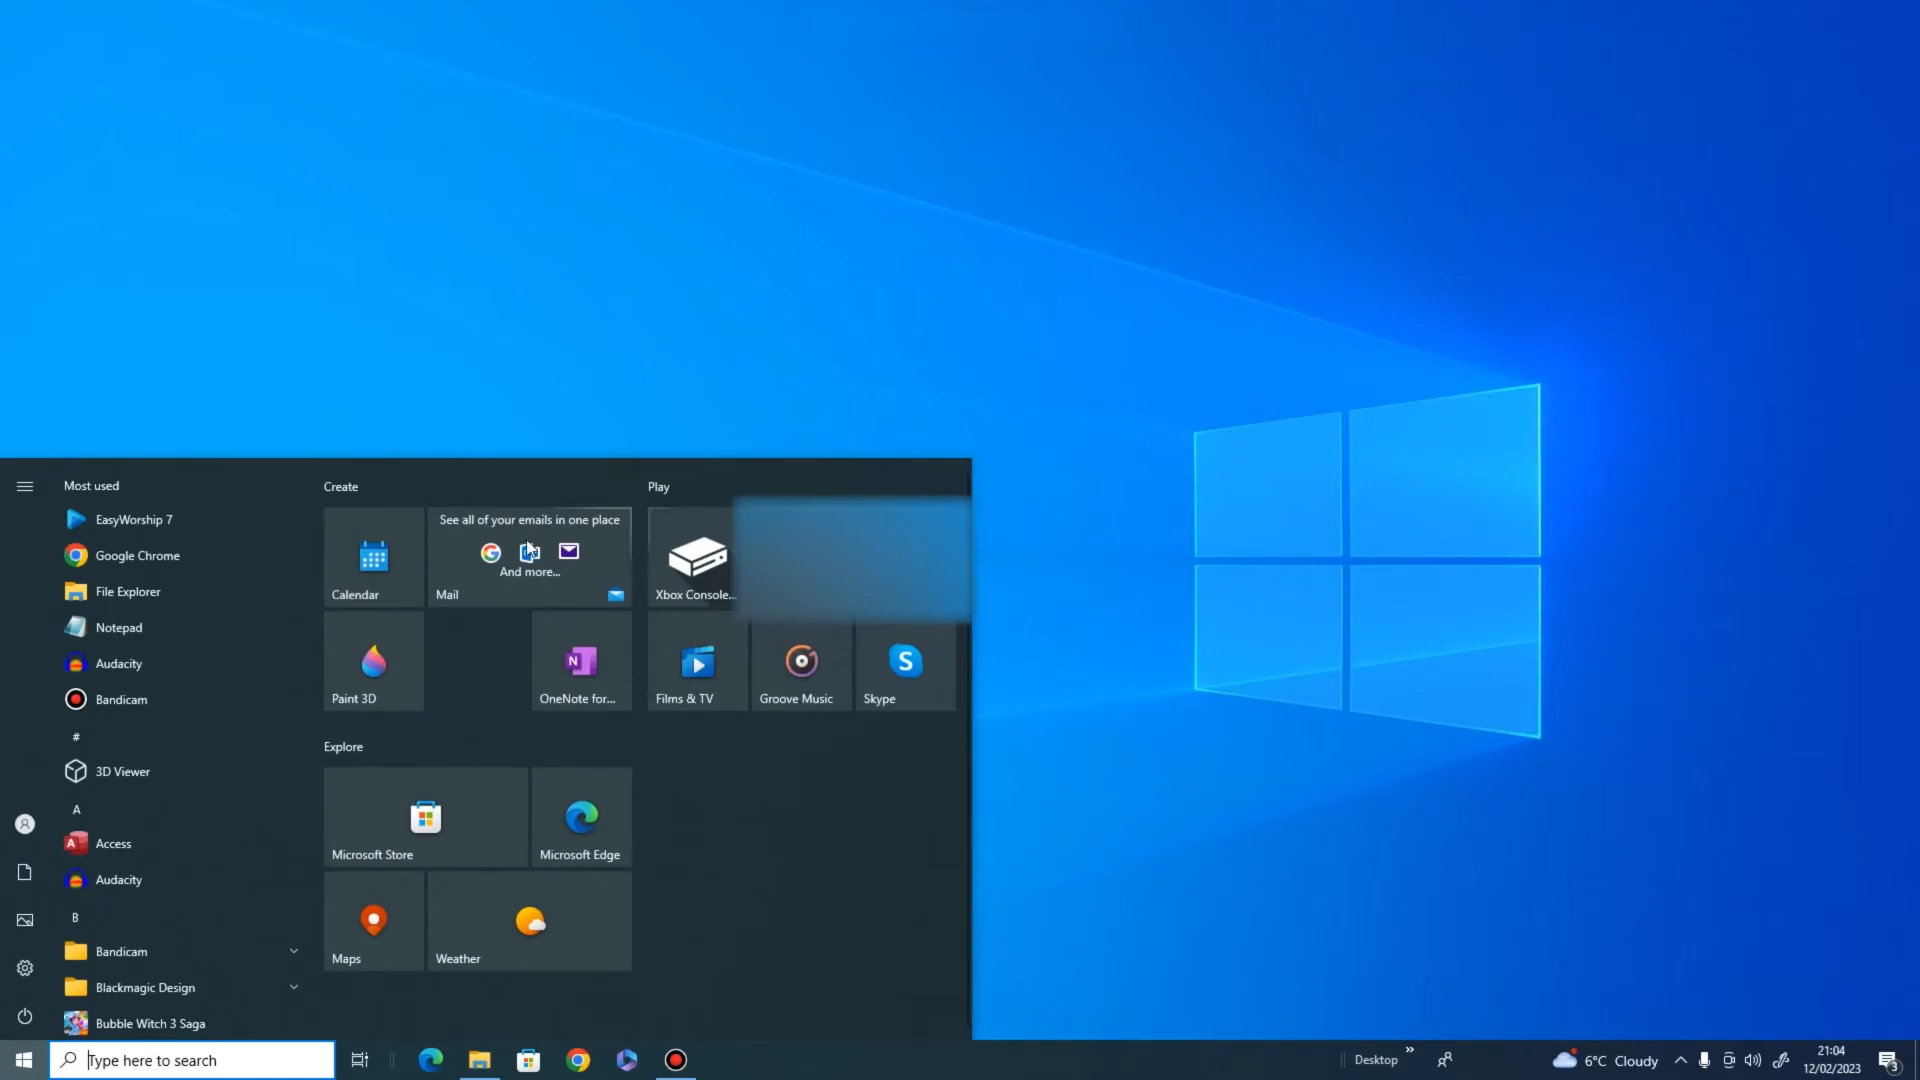 Most used
EasyWorship 7
Google Chrome
File Explorer
Notepad
Audacity
Bandicam
#
3D Viewer
A
Access
Audacity
B
Bandicam
Blackmagic Design
Bubble Witch 3 Saga
Create
Calendar
See all of your emails in one place
And more...
Mail
Paint 3D
OneNote for...
Play
Xbox Console...
Films & TV
Groove Music
Skype
Explore
Microsoft Store
Microsoft Edge
Maps
Weather
Type here to search
Desktop
6°C Cloudy
21:04
12/02/2023
3